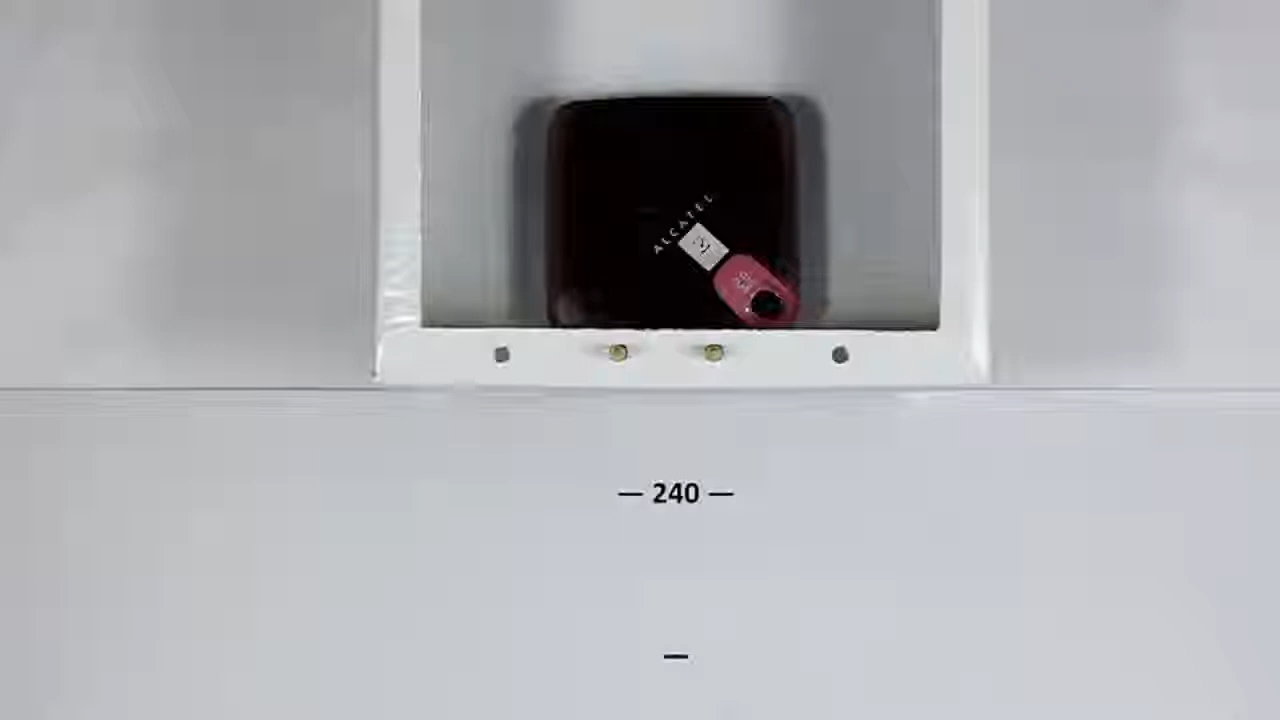 ALCATEL
— 240 —